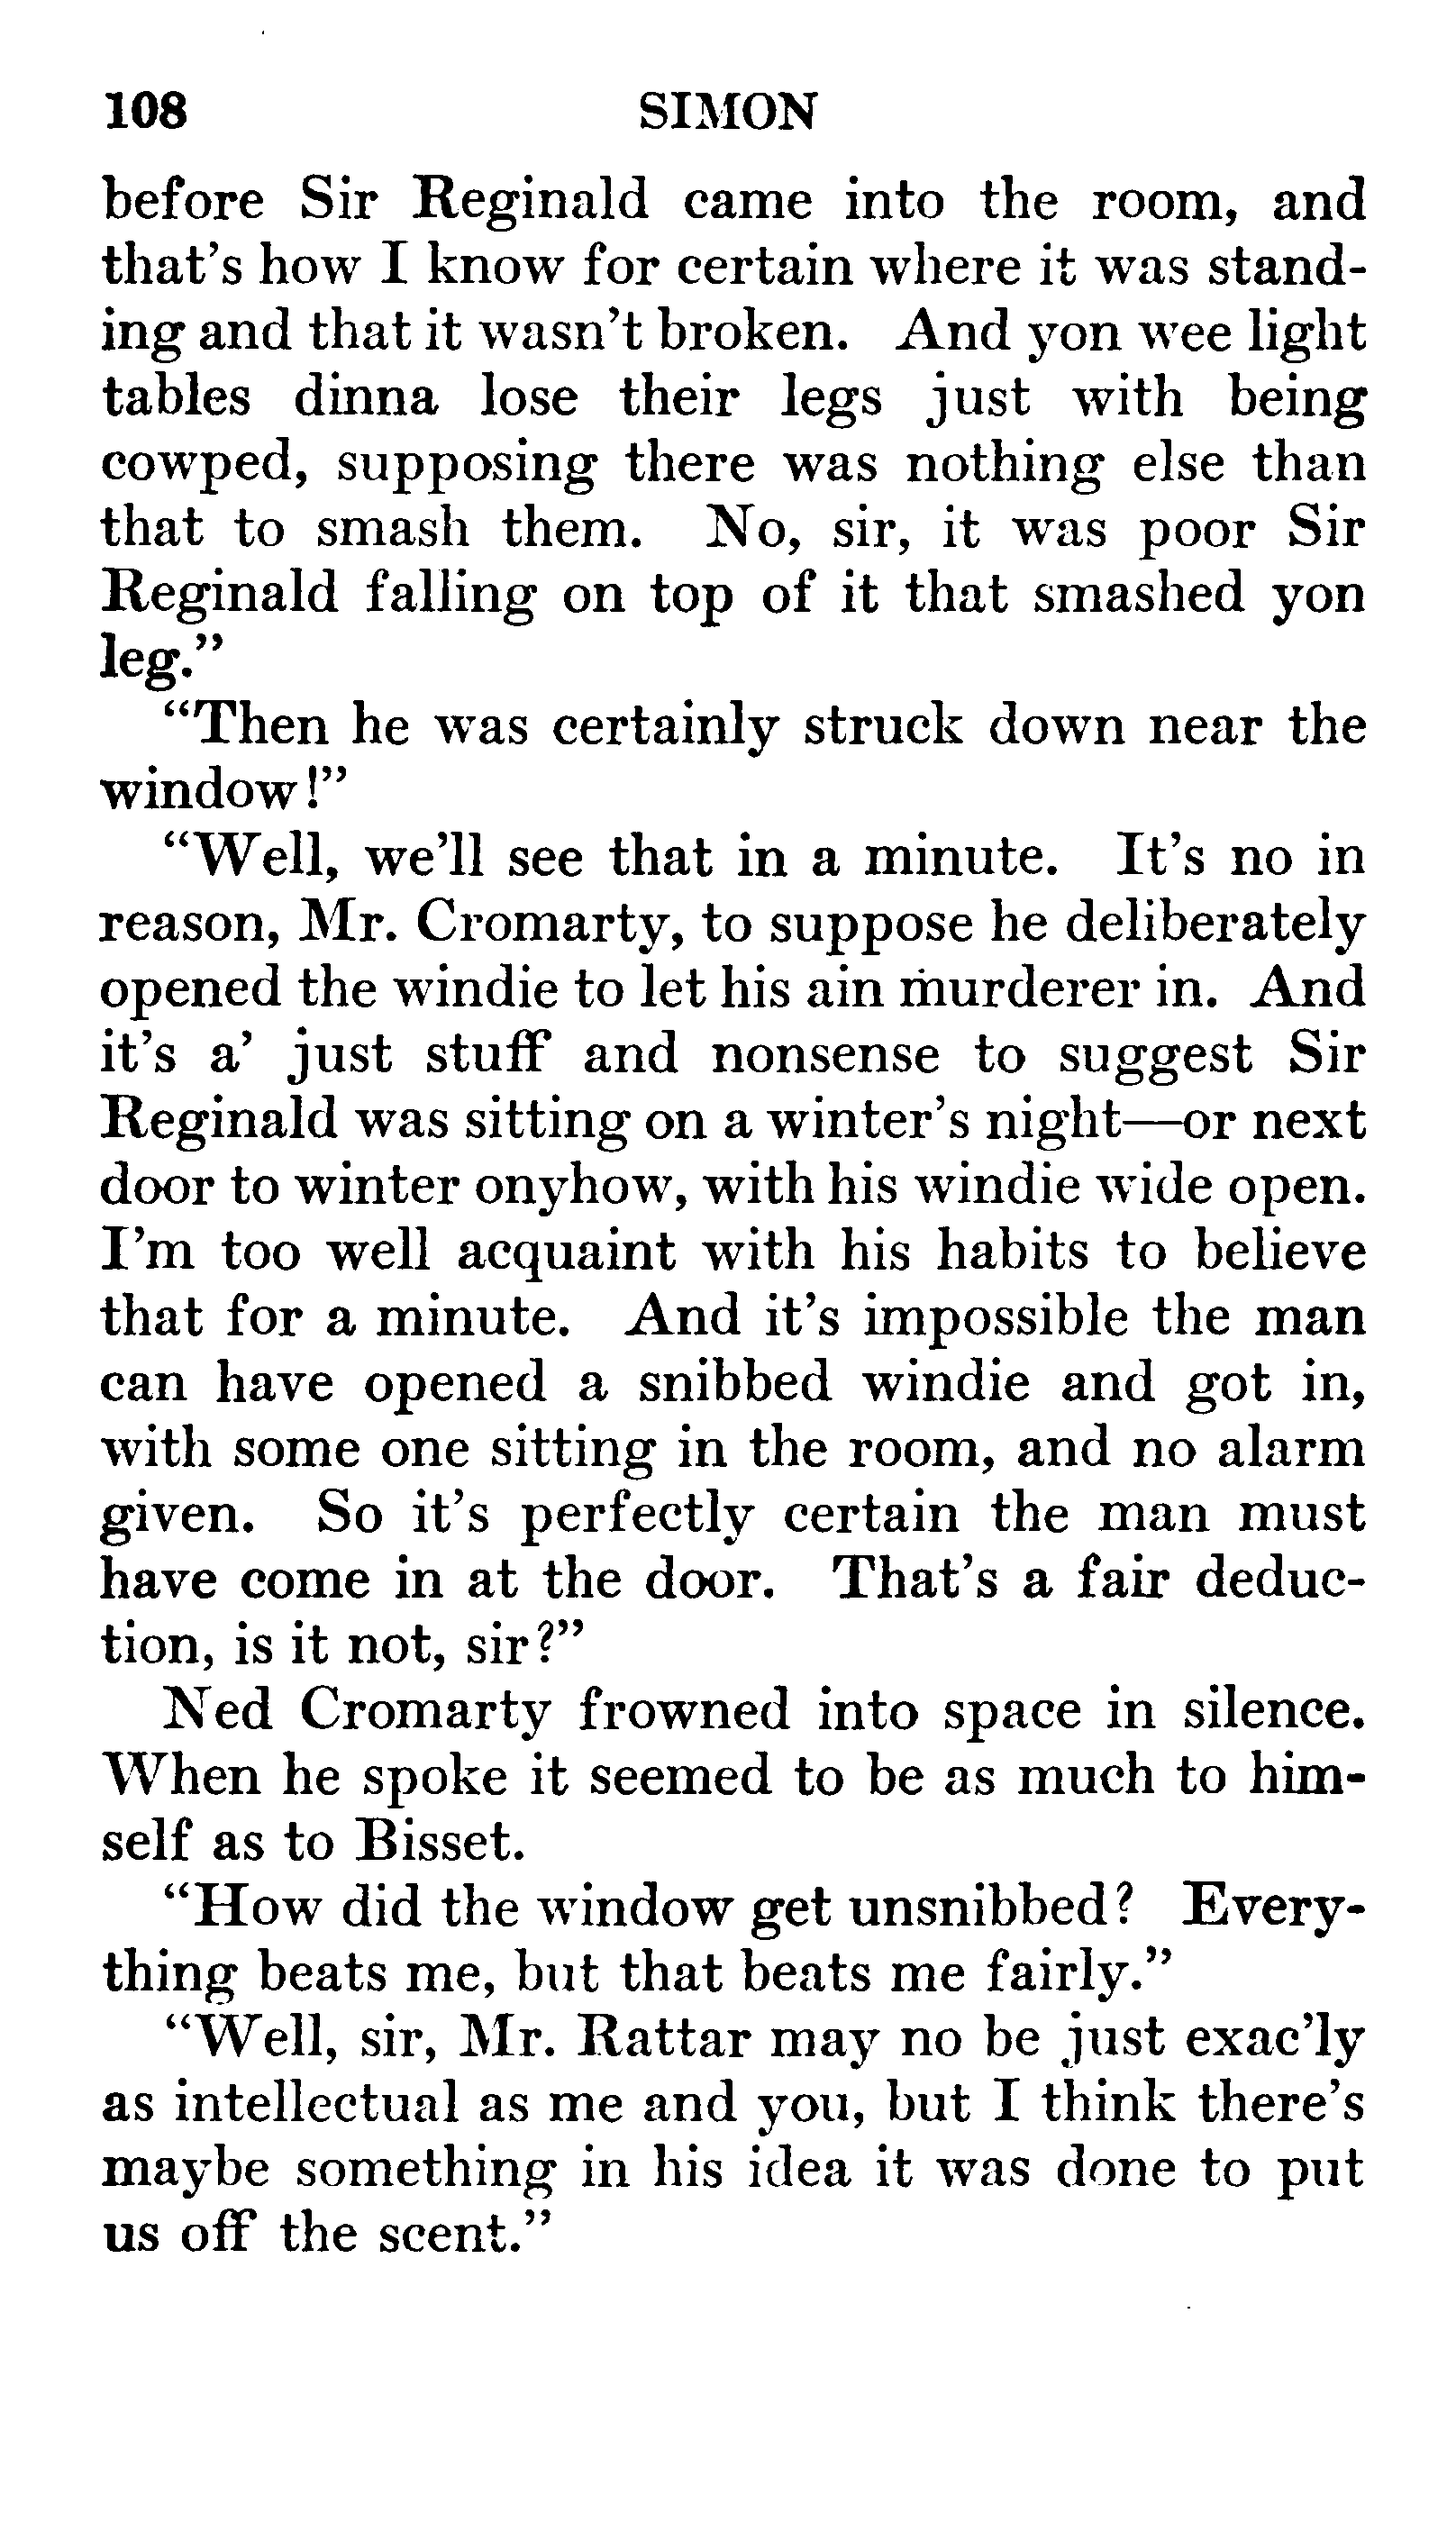 108 SIMON
before Sir Reginald came into the room, and
that's how I know for certain where it was stand-
ing and that it wasn't broken. And yon wee light
tables dinna lose their legs just with being
cowped, supposing there was nothing else than
that to smash them. No, sir, it was poor Sir
Reginald falling on top of it that smashed yon
leg.”
“Then he was certainly struck down near the
window!”
“Well, we'll see that in a minute. It's no in
reason, Mr. Cromarty, to suppose he deliberately
opened the windie to let his ain murderer in. And
it's a' just stuff and nonsense to suggest Sir
Reginald was sitting on a winter's night—or next
door to winter onyhow, with his windie wide open.
I'm too well acquaint with his habits to believe
that for a minute. And it's impossible the man
can have opened a snibbed windie and got in,
with some one sitting in the room, and no alarm
given. So it's perfectly certain the man must
have come in at the door. That's a fair deduc-
tion, is it not, sir?”
Ned Cromarty frowned into space in silence.
When he spoke it seemed to be as much to him-
self as to Bisset.
“How did the window get unsnibbed? Every-
thing beats me, but that beats me fairly.”
“Well, sir, Mr. Rattar may no be just exac'ly
as intellectual as me and you, but I think there's
maybe something in his idea it was done to put
us off the scent.”